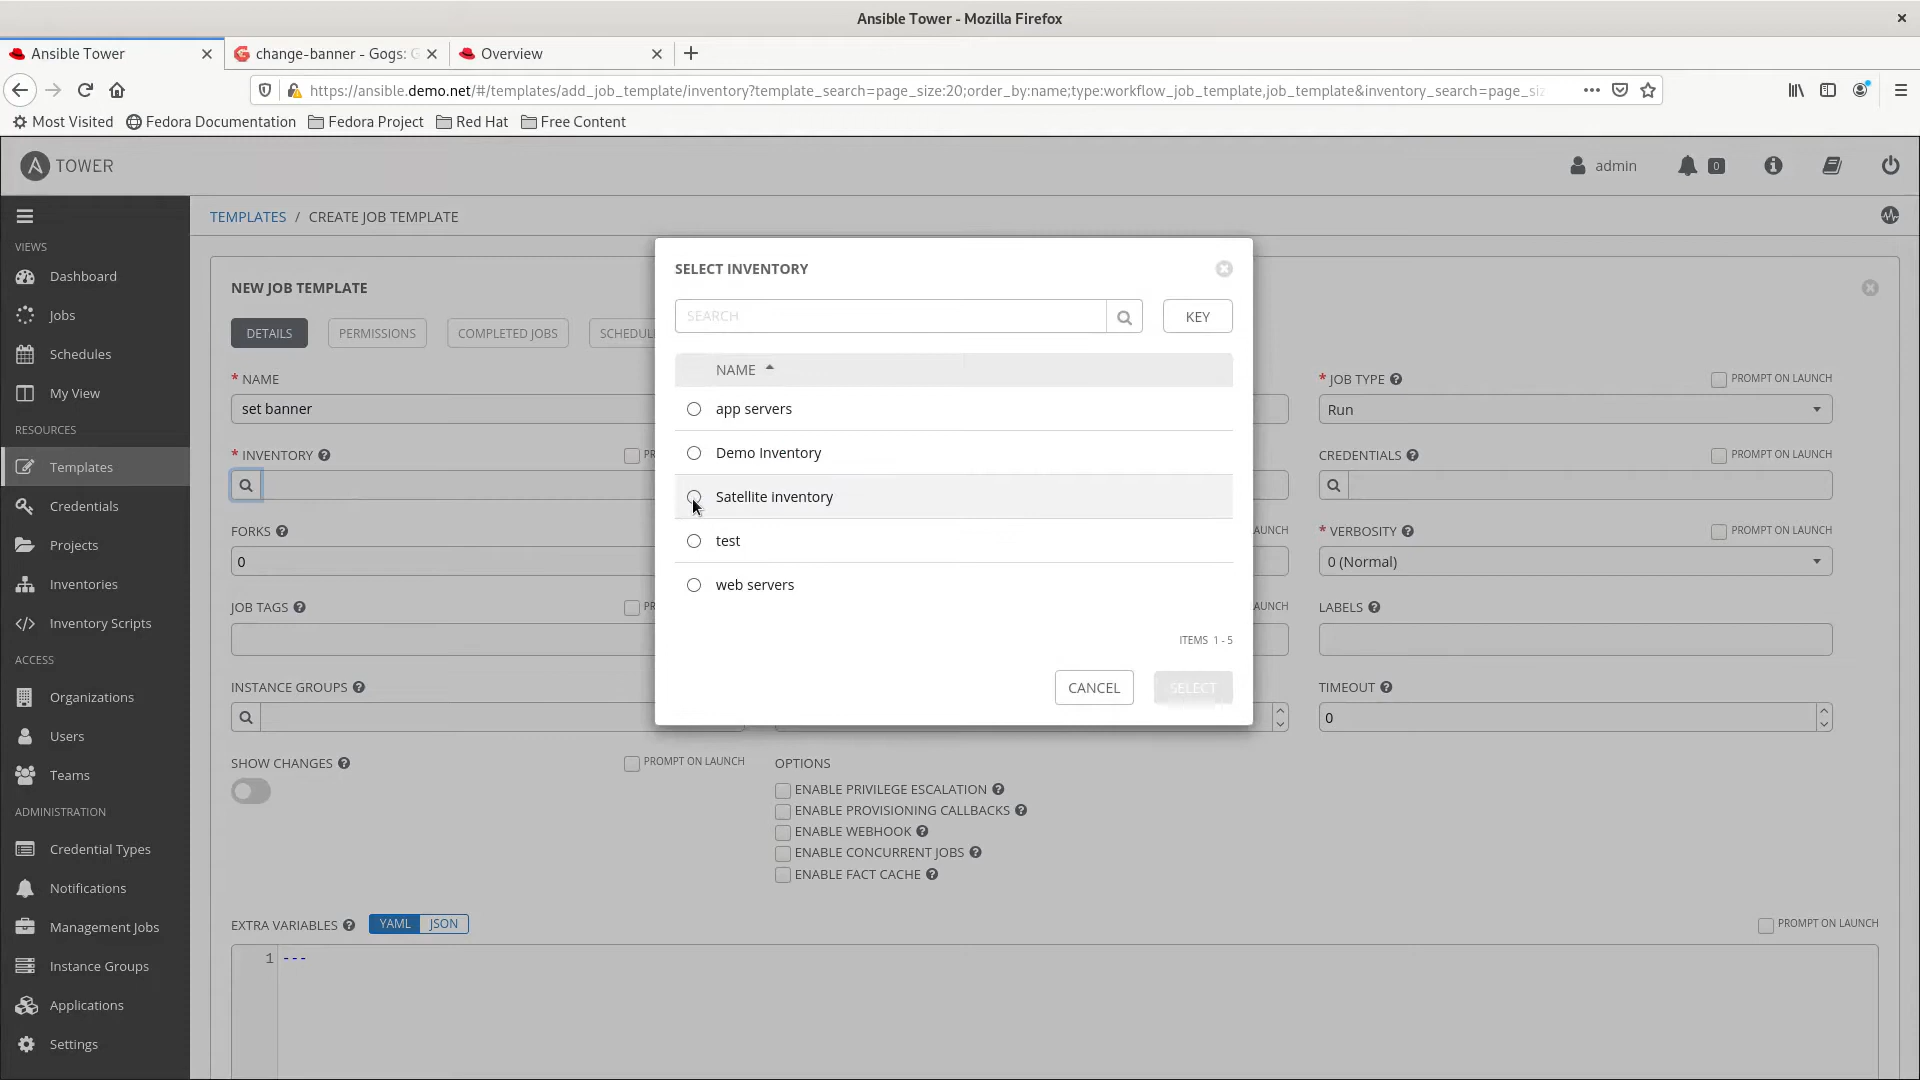 Ansible Tower - Mozilla Firefox
Ansible Tower
change-banner - Gogs: G
Overview
https://ansible.demo.net/#/templates/add_job_template/inventory?template_search=page_size:20;order_by:name;type:workflow_job_template,job_template&inventory_search=page_siz
Most Visited
Fedora Documentation
Fedora Project
Red Hat
Free Content
A TOWER
admin
0
VIEWS
Dashboard
Jobs
Schedules
My View
RESOURCES
Templates
Credentials
Projects
Inventories
Inventory Scripts
ACCESS
Organizations
Users
Teams
ADMINISTRATION
Credential Types
Notifications
Management Jobs
Instance Groups
Applications
Settings
TEMPLATES / CREATE JOB TEMPLATE
NEW JOB TEMPLATE
DETAILS
PERMISSIONS
COMPLETED JOBS
SCHEDUL
* NAME
set banner
* INVENTORY
PR
FORKS
0
JOB TAGS
PR
INSTANCE GROUPS
SHOW CHANGES
PROMPT ON LAUNCH
SELECT INVENTORY
SEARCH
KEY
NAME
app servers
Demo Inventory
Satellite inventory
test
web servers
ITEMS 1 - 5
CANCEL
SELECT
OPTIONS
ENABLE PRIVILEGE ESCALATION
ENABLE PROVISIONING CALLBACKS
ENABLE WEBHOOK
ENABLE CONCURRENT JOBS
ENABLE FACT CACHE
AUNCH
AUNCH
* JOB TYPE
PROMPT ON LAUNCH
Run
CREDENTIALS
PROMPT ON LAUNCH
* VERBOSITY
PROMPT ON LAUNCH
0 (Normal)
LABELS
TIMEOUT
0
EXTRA VARIABLES
YAML
JSON
PROMPT ON LAUNCH
1 ---